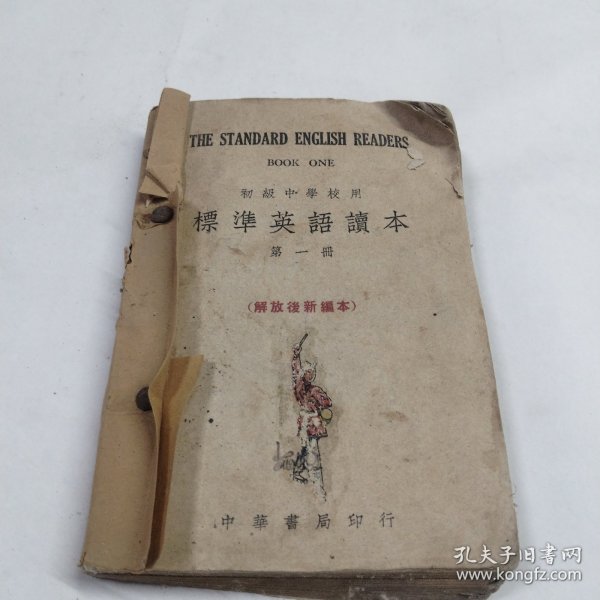 THE STANDARD ENGLISH READERS
BOOK ONE
初級中學校用
標準英語讀本
第一冊
(解放後新編本)
中華書局印行
孔夫子旧书网
www.kongfz.com